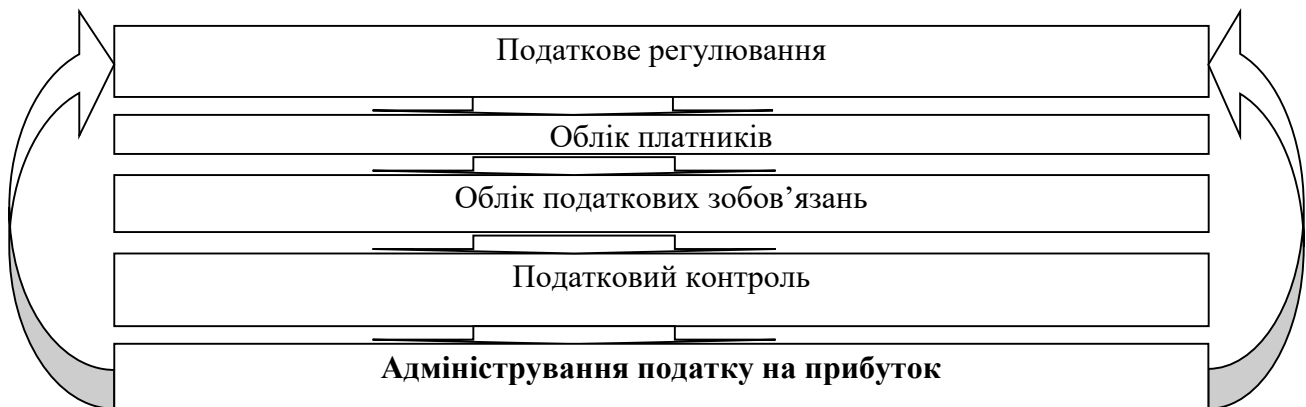 Податкове регулювання
Облік платників
Облік податкових зобов’язань
Податковий контроль
Адміністрування податку на прибуток